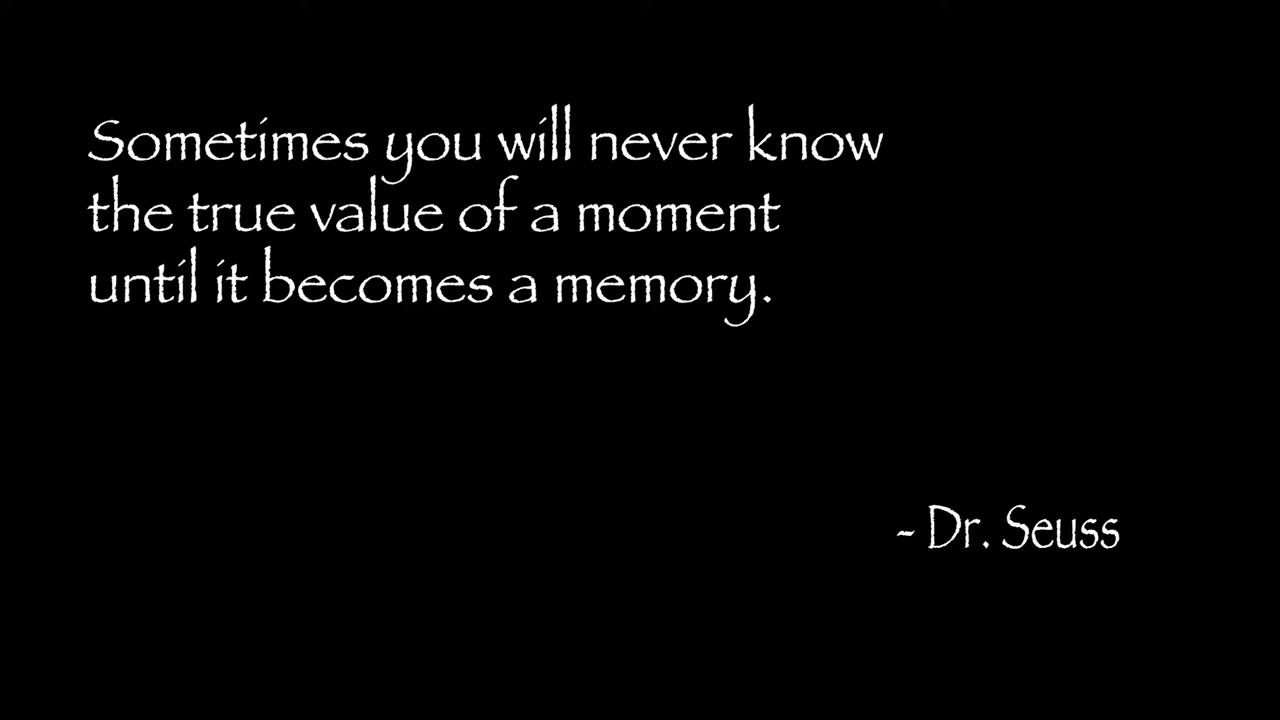 Sometimes you will never know
the true value of a moment
until it becomes a memory.
- Dr. Seuss